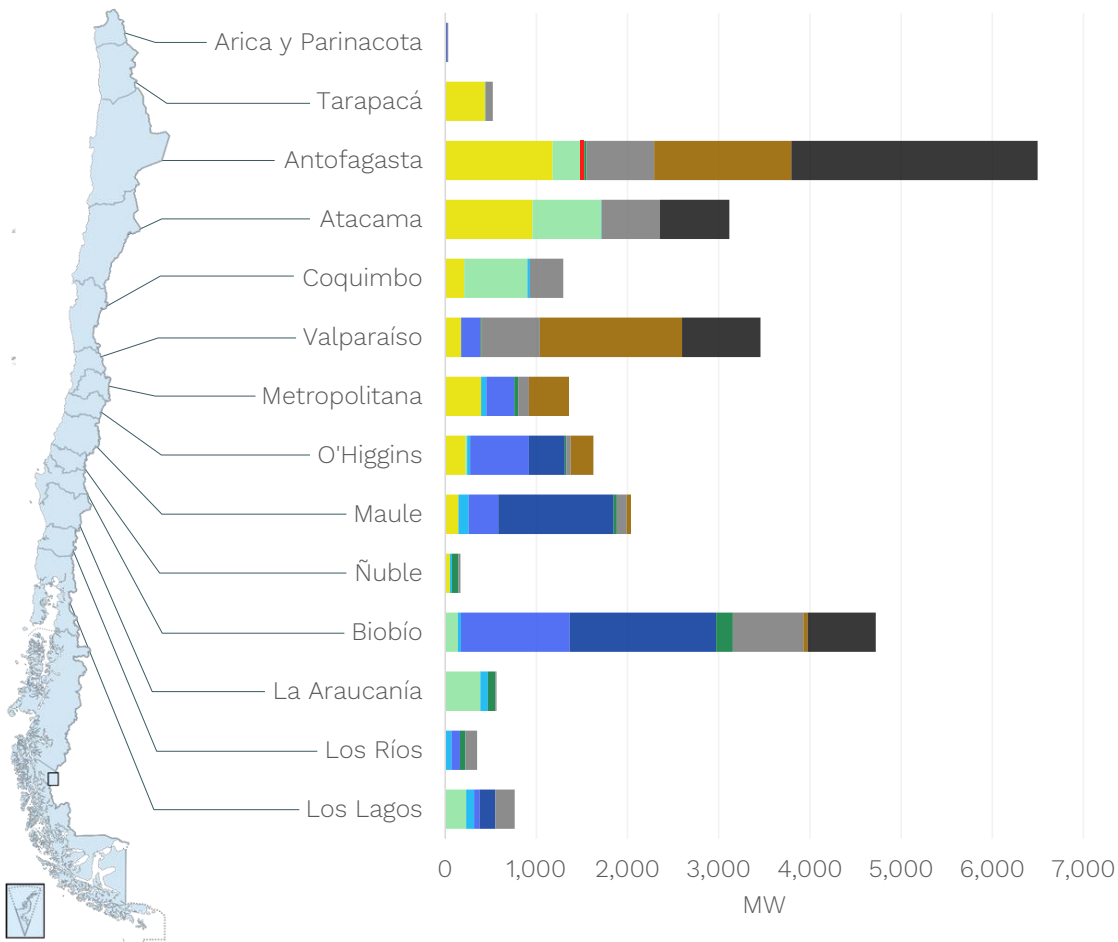 Arica y Parinacota
Tarapacá
Antofagasta
Atacama
Coquimbo
Valparaíso
Metropolitana
O'Higgins
Maule
Ñuble
Biobío
La Araucanía
Los Ríos
Los Lagos
0 1,000 2,000 3,000 4,000 5,000 6,000 7,000
MW